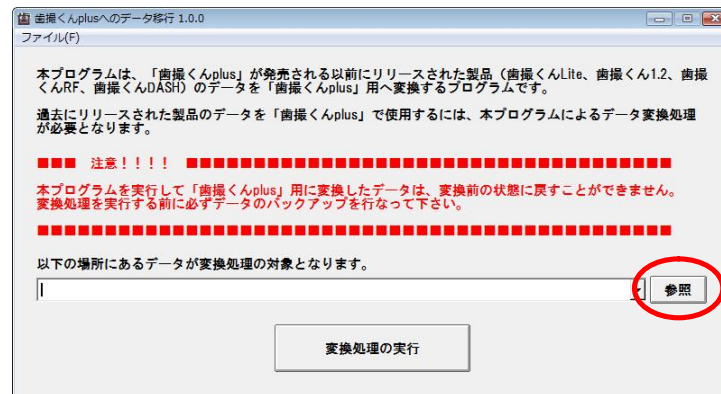 歯撮くんplusへのデータ移行 1.0.0
ファイル(F)
本プログラムは、「歯撮くんplus」が発売される以前にリリースされた製品（歯撮くんLite、歯撮くん1.2、歯撮
くんRF、歯撮くんDASH）のデータを「歯撮くんplus」用へ変換するプログラムです。
過去にリリースされた製品のデータを「歯撮くんplus」で使用するには、本プログラムによるデータ変換処理
が必要となります。
■■■ 注意！！！！ ■■■■■■■■■■■■■■■■■■■■■■■■■■■■■■■■■■■■
本プログラムを実行して「歯撮くんplus」用に変換したデータは、変換前の状態に戻すことができません。
変換処理を実行する前に必ずデータのバックアップを行なって下さい。
■■■■■■■■■■■■■■■■■■■■■■■■■■■■■■■■■■■■■■■■■■■■■■■
以下の場所にあるデータが変換処理の対象となります。
参照
変換処理の実行